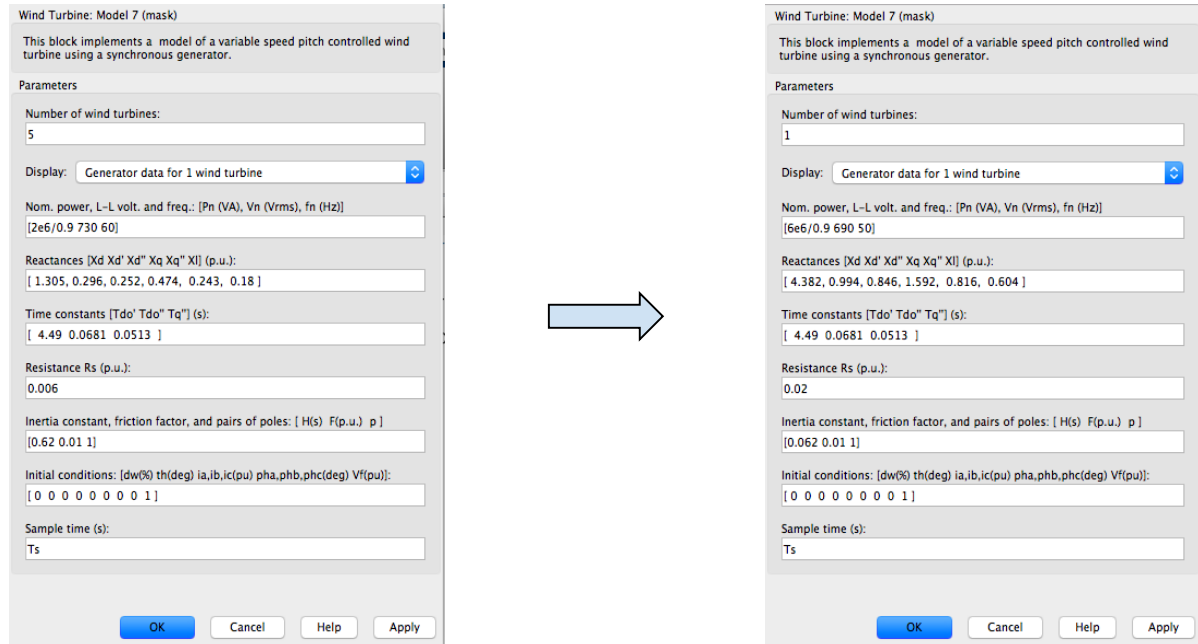 Wind Turbine: Model 7 (mask)
This block implements a  model of a variable speed pitch controlled wind
turbine using a synchronous generator.
Parameters
Number of wind turbines:
5
Display: Generator data for 1 wind turbine
Nom. power, L-L volt. and freq.: [Pn (VA), Vn (Vrms), fn (Hz)]
[2e6/0.9 730 60]
Reactances [Xd Xd' Xd'' Xq Xq'' Xl] (p.u.):
[ 1.305, 0.296, 0.252, 0.474,  0.243,  0.18 ]
Time constants [Tdo' Tdo'' Tq''] (s):
[  4.49  0.0681  0.0513  ]
Resistance Rs (p.u.):
0.006
Inertia constant, friction factor, and pairs of poles: [ H(s)  F(p.u.)  p ]
[0.62 0.01 1]
Initial conditions: [dw(%) th(deg) ia,ib,ic(pu) pha,phb,phc(deg) Vf(pu)]:
[ 0  0  0  0  0  0  0  0  1 ]
Sample time (s):
Ts
OK Cancel Help Apply
Wind Turbine: Model 7 (mask)
This block implements a  model of a variable speed pitch controlled wind
turbine using a synchronous generator.
Parameters
Number of wind turbines:
1
Display: Generator data for 1 wind turbine
Nom. power, L-L volt. and freq.: [Pn (VA), Vn (Vrms), fn (Hz)]
[6e6/0.9 690 50]
Reactances [Xd Xd' Xd'' Xq Xq'' Xl] (p.u.):
[ 4.382, 0.994, 0.846, 1.592,  0.816,  0.604 ]
Time constants [Tdo' Tdo'' Tq''] (s):
[  4.49  0.0681  0.0513  ]
Resistance Rs (p.u.):
0.02
Inertia constant, friction factor, and pairs of poles: [ H(s)  F(p.u.)  p ]
[0.062 0.01 1]
Initial conditions: [dw(%) th(deg) ia,ib,ic(pu) pha,phb,phc(deg) Vf(pu)]:
[ 0  0  0  0  0  0  0  0  1 ]
Sample time (s):
Ts
OK Cancel Help Apply